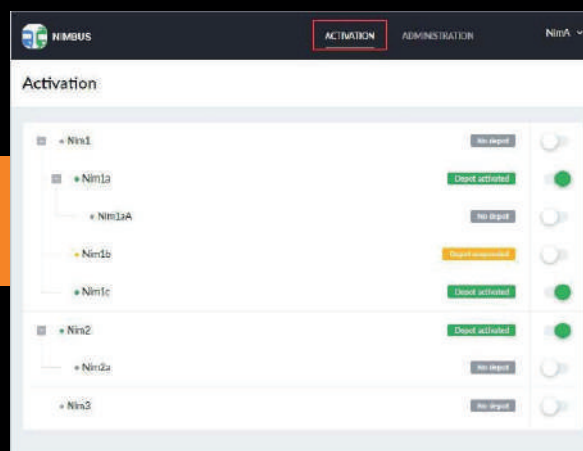 NIMBUS ACTIVATION ADMINISTRATION NimA
Activation
Nim1 No depot
Nim1a Depot activated
Nim1aA No depot
Nim1b Depot suspended
Nim1c Depot activated
Nim2 Depot activated
Nim2a No depot
Nim3 No depot